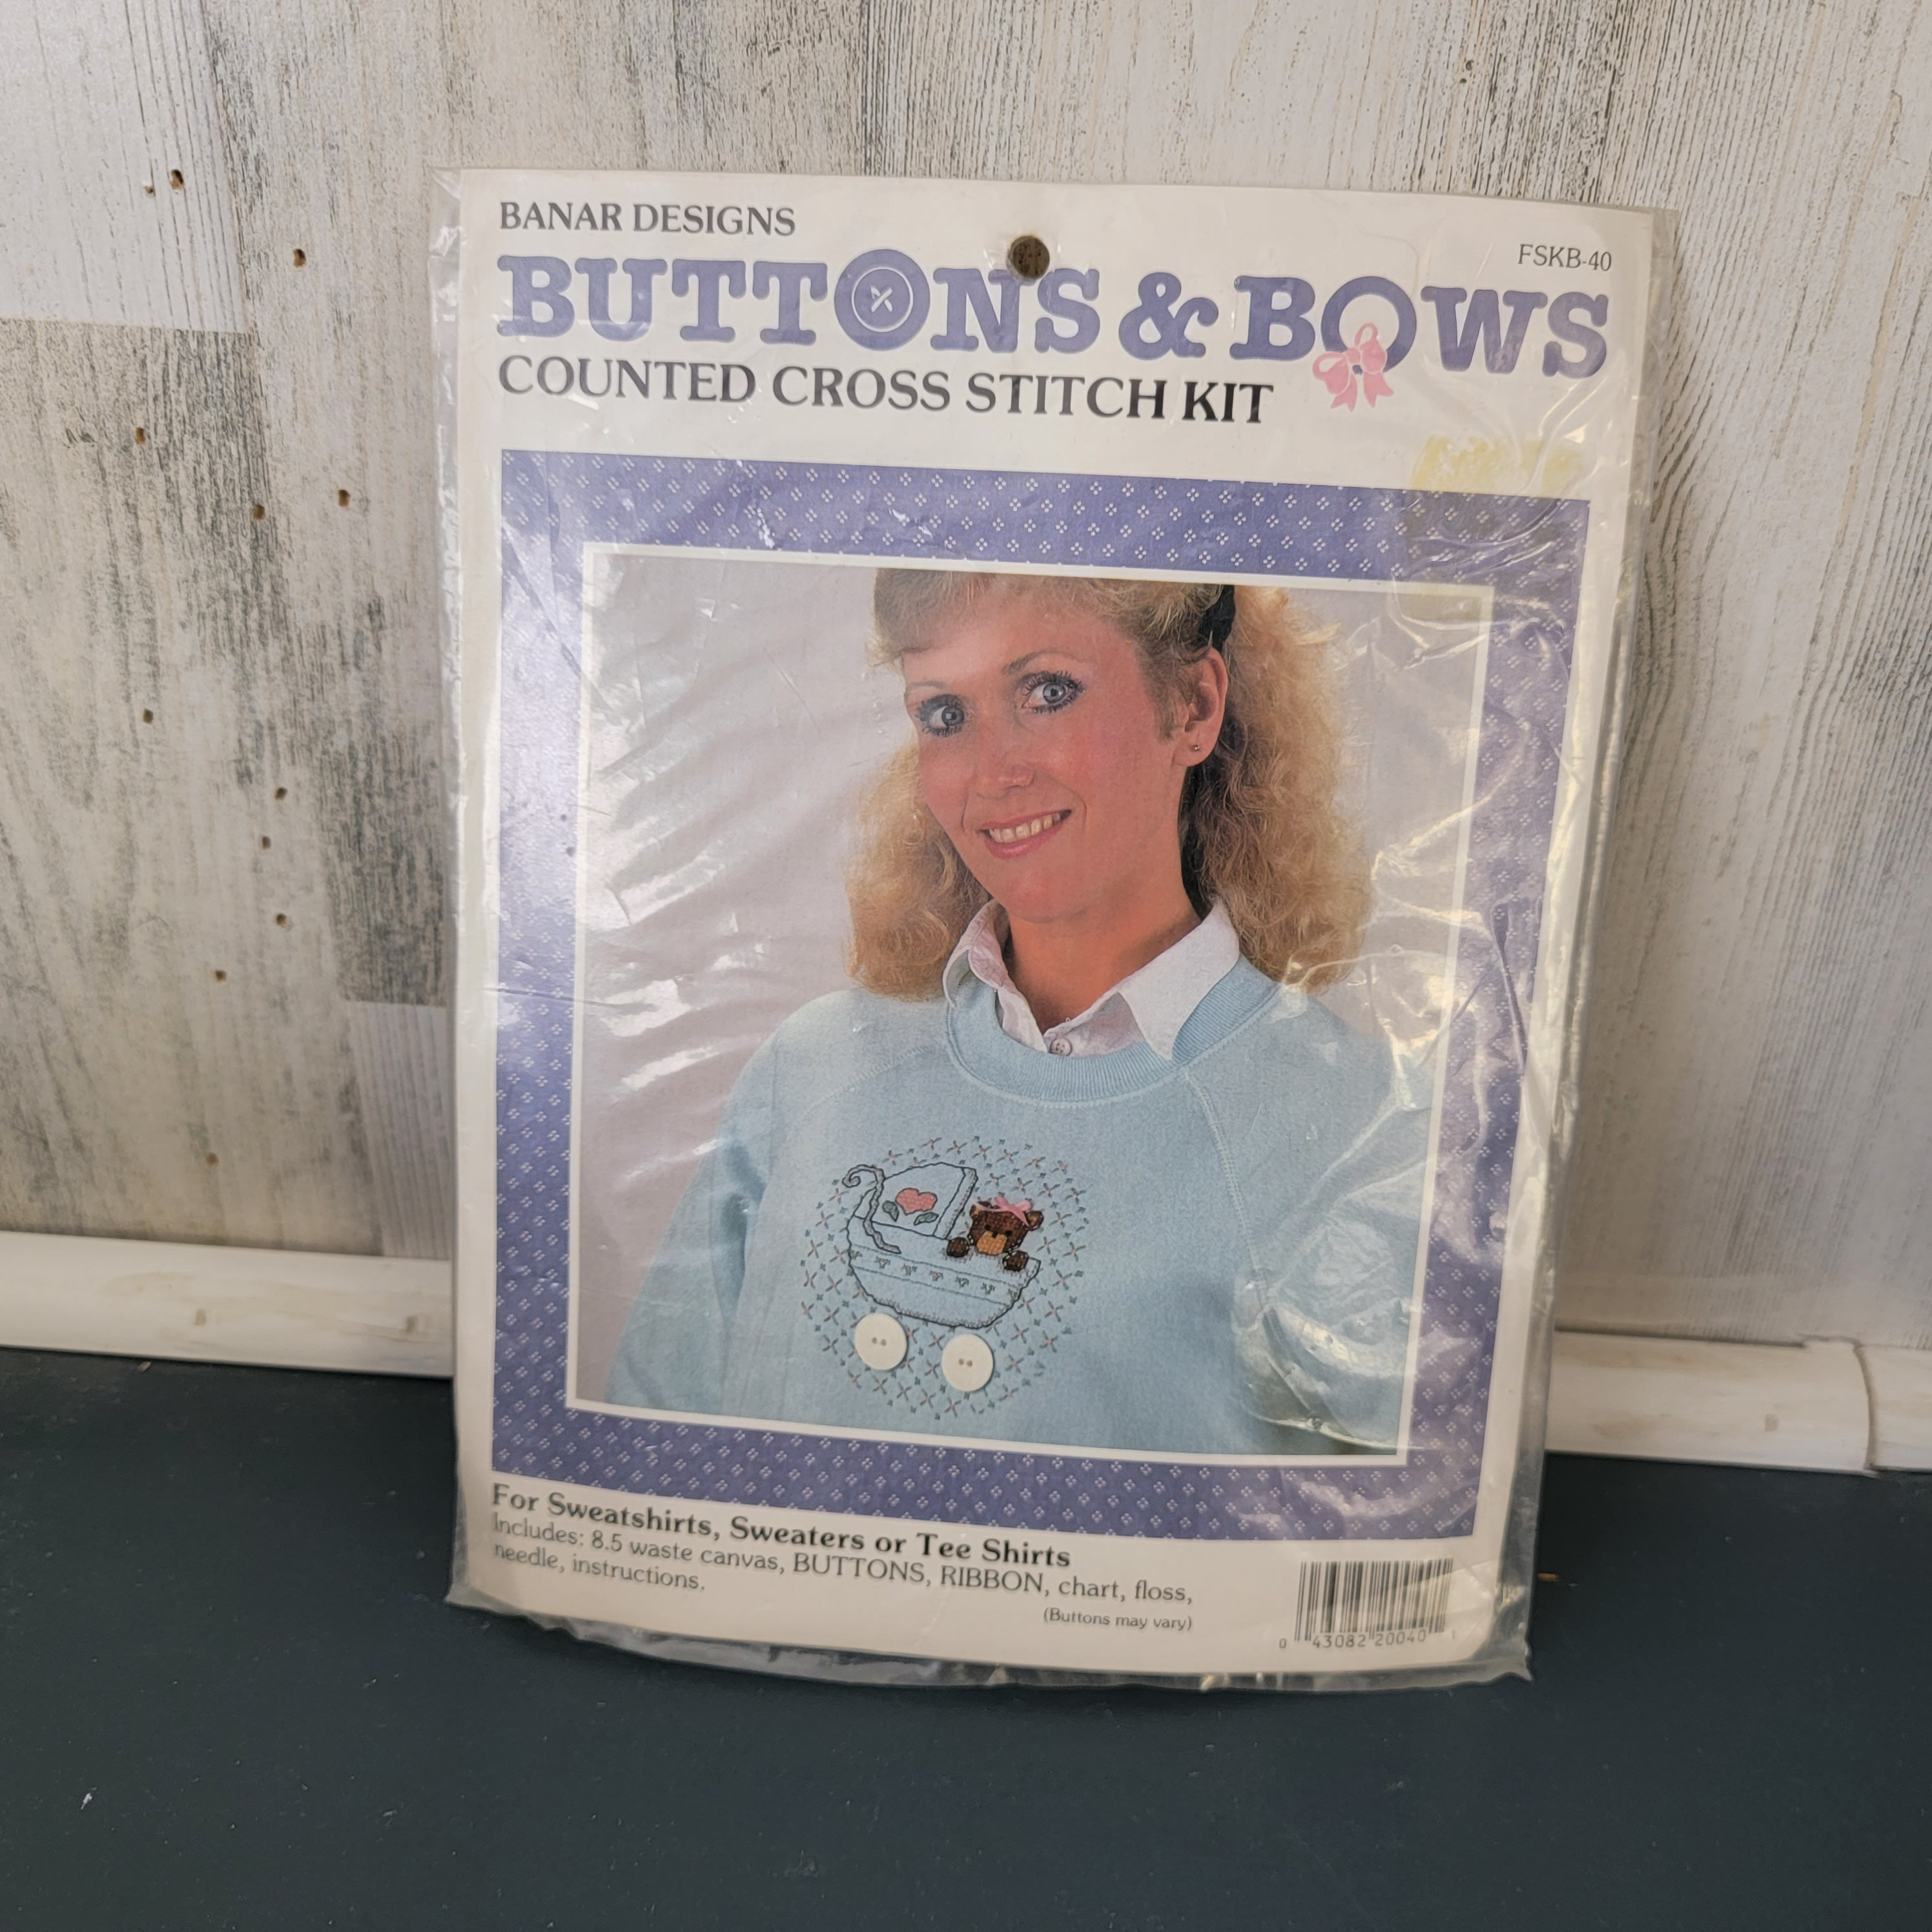 BANAR DESIGNS
FSKB-40
BUTTONS & BOWS
COUNTED CROSS STITCH KIT
For Sweatshirts, Sweaters or Tee Shirts
Includes: 8.5 waste canvas, BUTTONS, RIBBON, chart, floss,
needle, instructions.
(Buttons may vary)
0 43082 20040 1